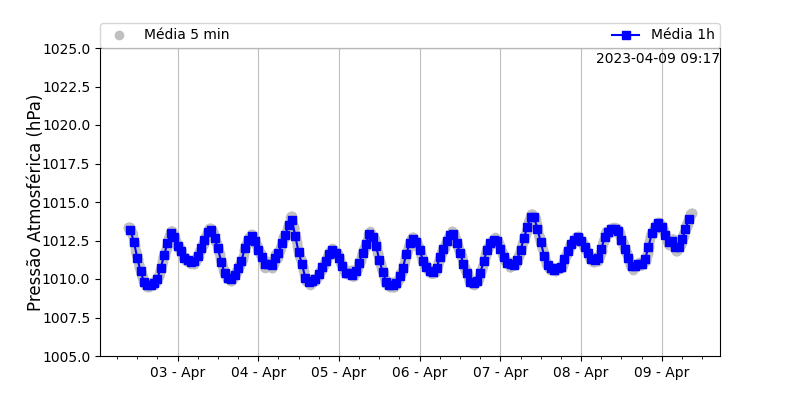 Média 5 min
Média 1h
2023-04-09 09:17
Pressão Atmosférica (hPa)
1025.0
1022.5
1020.0
1017.5
1015.0
1012.5
1010.0
1007.5
1005.0
03 - Apr
04 - Apr
05 - Apr
06 - Apr
07 - Apr
08 - Apr
09 - Apr